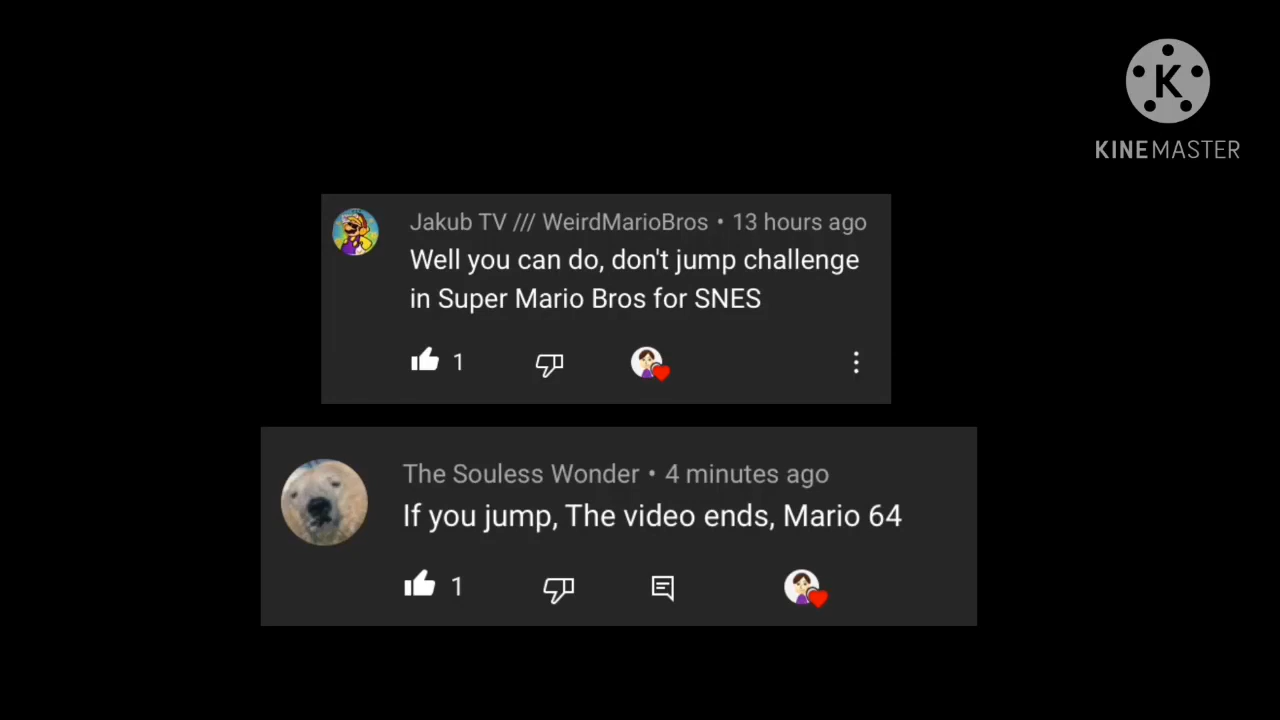 K
KINEMASTER
Jakub TV /// WeirdMarioBros • 13 hours ago
Well you can do, don't jump challenge
in Super Mario Bros for SNES
1
The Souless Wonder • 4 minutes ago
If you jump, The video ends, Mario 64
1